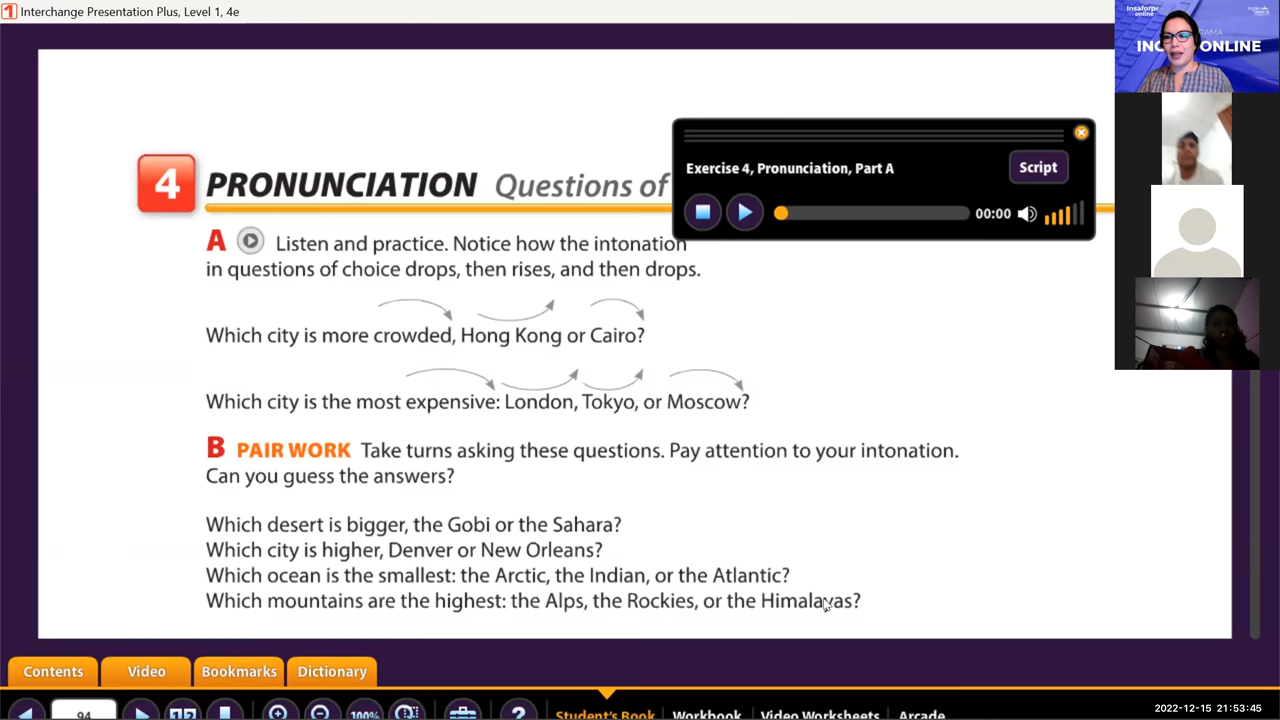 Interchange Presentation Plus, Level 1, 4e
Insaforp
online
INGLÉS ONLINE
4 PRONUNCIATION Questions of
Exercise 4, Pronunciation, Part A
Script
00:00
A Listen and practice. Notice how the intonation
in questions of choice drops, then rises, and then drops.
Which city is more crowded, Hong Kong or Cairo?
Which city is the most expensive: London, Tokyo, or Moscow?
B PAIR WORK Take turns asking these questions. Pay attention to your intonation.
Can you guess the answers?
Which desert is bigger, the Gobi or the Sahara?
Which city is higher, Denver or New Orleans?
Which ocean is the smallest: the Arctic, the Indian, or the Atlantic?
Which mountains are the highest: the Alps, the Rockies, or the Himalayas?
Contents Video Bookmarks Dictionary
94 100% ? Student's Book Workbook Video Worksheets Arcade
2022-12-15 21:53:45